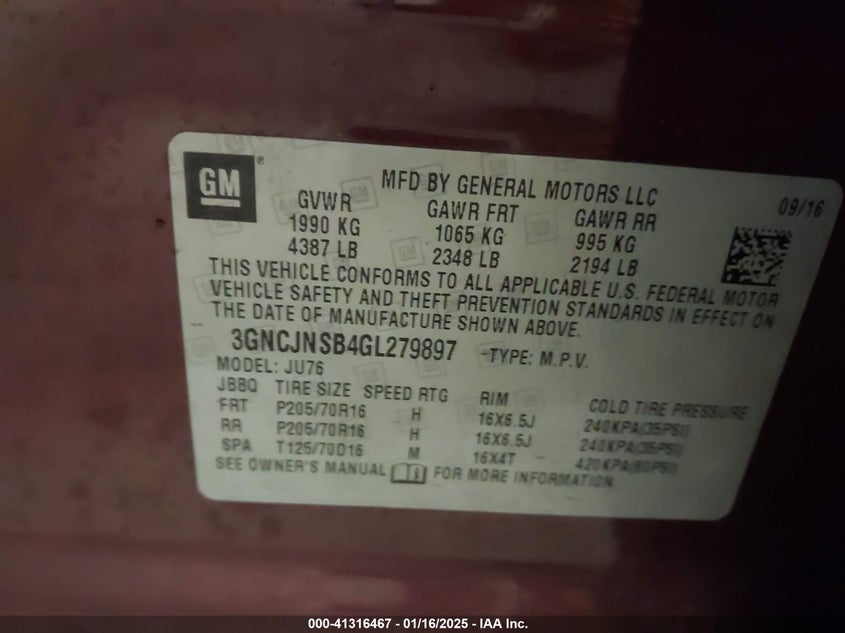 GM ®
MFD BY GENERAL MOTORS LLC
09/16
GVWR GAWR FRT GAWR RR
1990 KG 1065 KG 995 KG
4387 LB 2348 LB 2194 LB
THIS VEHICLE CONFORMS TO ALL APPLICABLE U.S. FEDERAL MOTOR
VEHICLE SAFETY AND THEFT PREVENTION STANDARDS IN EFFECT ON
THE DATE OF MANUFACTURE SHOWN ABOVE.
3GNCJNSB4GL279897 TYPE: M.P.V.
MODEL: JU76
JBBQ TIRE SIZE SPEED RTG RIM COLD TIRE PRESSURE
FRT P205/70R16 H 16X6.5J 240KPA(35PSI)
RR P205/70R16 H 16X6.5J 240KPA(35PSI)
SPA T125/70D16 M 16X4T 420KPA(60PSI)
SEE OWNER'S MANUAL FOR MORE INFORMATION.
000-41316467 - 01/16/2025 - IAA Inc.